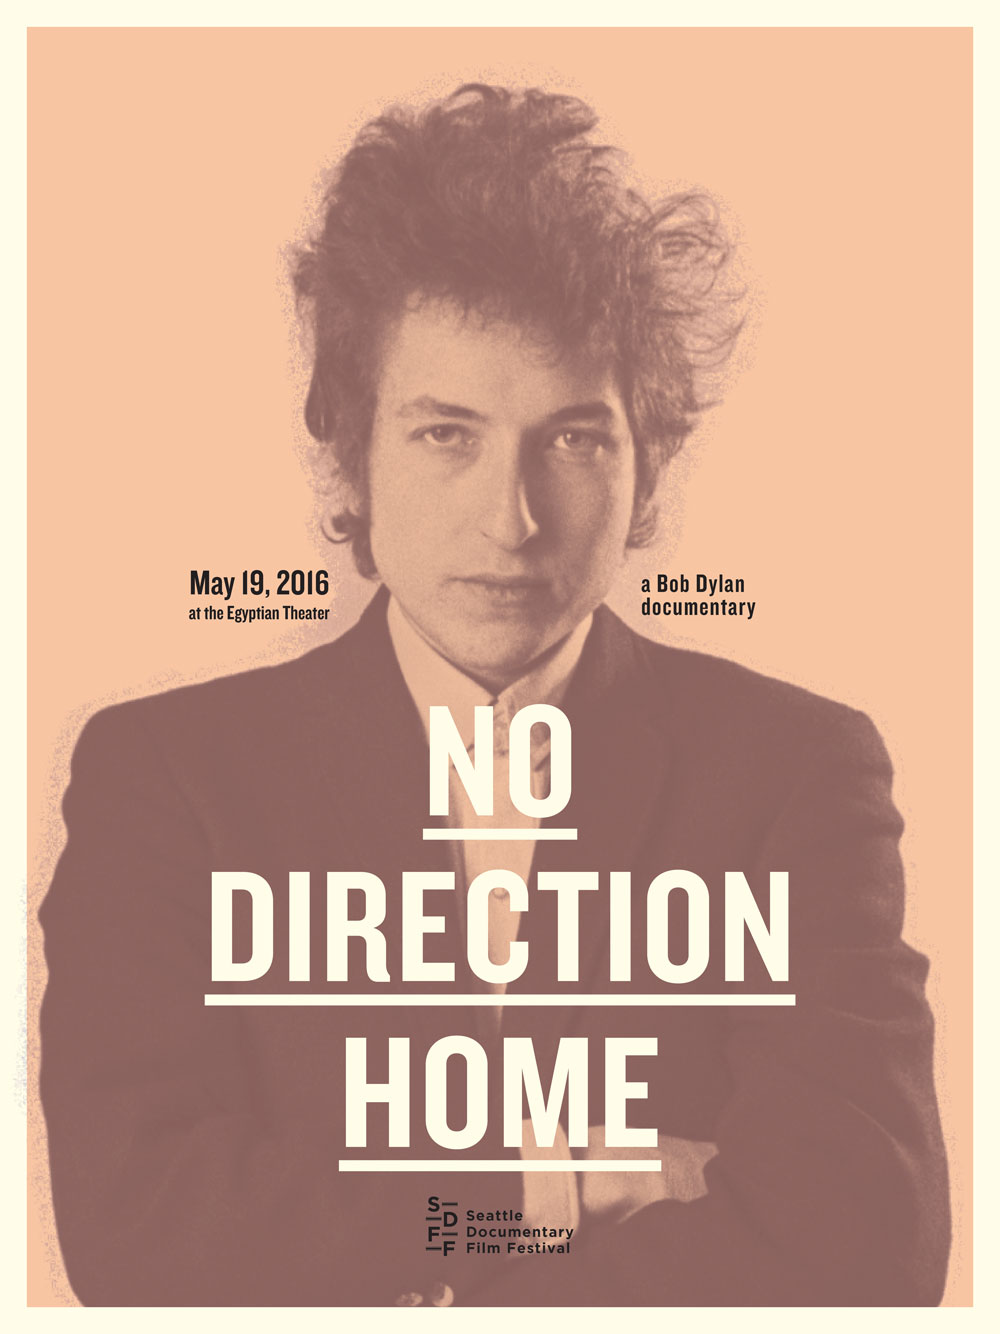 May 19, 2016
at the Egyptian Theater
a Bob Dylan
documentary
NO
DIRECTION
HOME
S
D
F
F
Seattle
Documentary
Film Festival